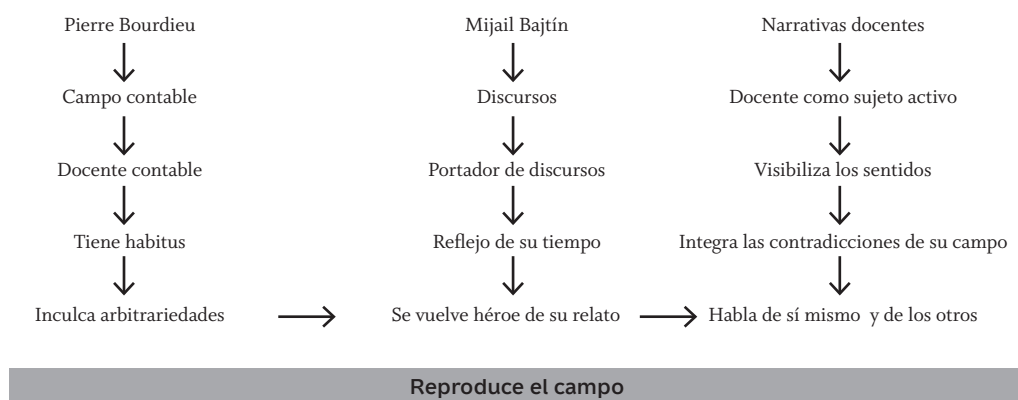 Pierre Bourdieu
Campo contable
Docente contable
Tiene habitus
Inculca arbitrariedades
Mijail Bajtín
Discursos
Portador de discursos
Reflejo de su tiempo
Se vuelve héroe de su relato
Narrativas docentes
Docente como sujeto activo
Visibiliza los sentidos
Integra las contradicciones de su campo
Habla de sí mismo y de los otros
Reproduce el campo